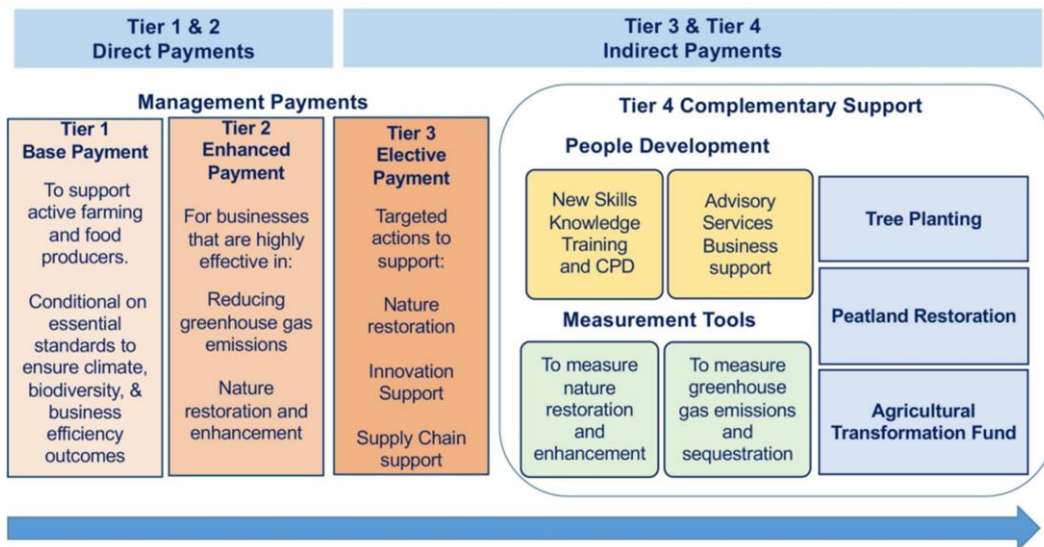 Tier 1 & 2
Direct Payments
Tier 3 & Tier 4
Indirect Payments
Management Payments
Tier 1
Base Payment
To support
active farming
and food
producers.
Conditional on
essential
standards to
ensure climate,
biodiversity, &
business
efficiency
outcomes
Tier 2
Enhanced
Payment
For businesses
that are highly
effective in:
Reducing
greenhouse gas
emissions
Nature
restoration and
enhancement
Tier 3
Elective
Payment
Targeted
actions to
support:
Nature
restoration
Innovation
Support
Supply Chain
support
Tier 4 Complementary Support
People Development
New Skills
Knowledge
Training
and CPD
Advisory
Services
Business
support
Measurement Tools
To measure
nature
restoration
and
enhancement
To measure
greenhouse
gas emissions
and
sequestration
Tree Planting
Peatland Restoration
Agricultural
Transformation Fund